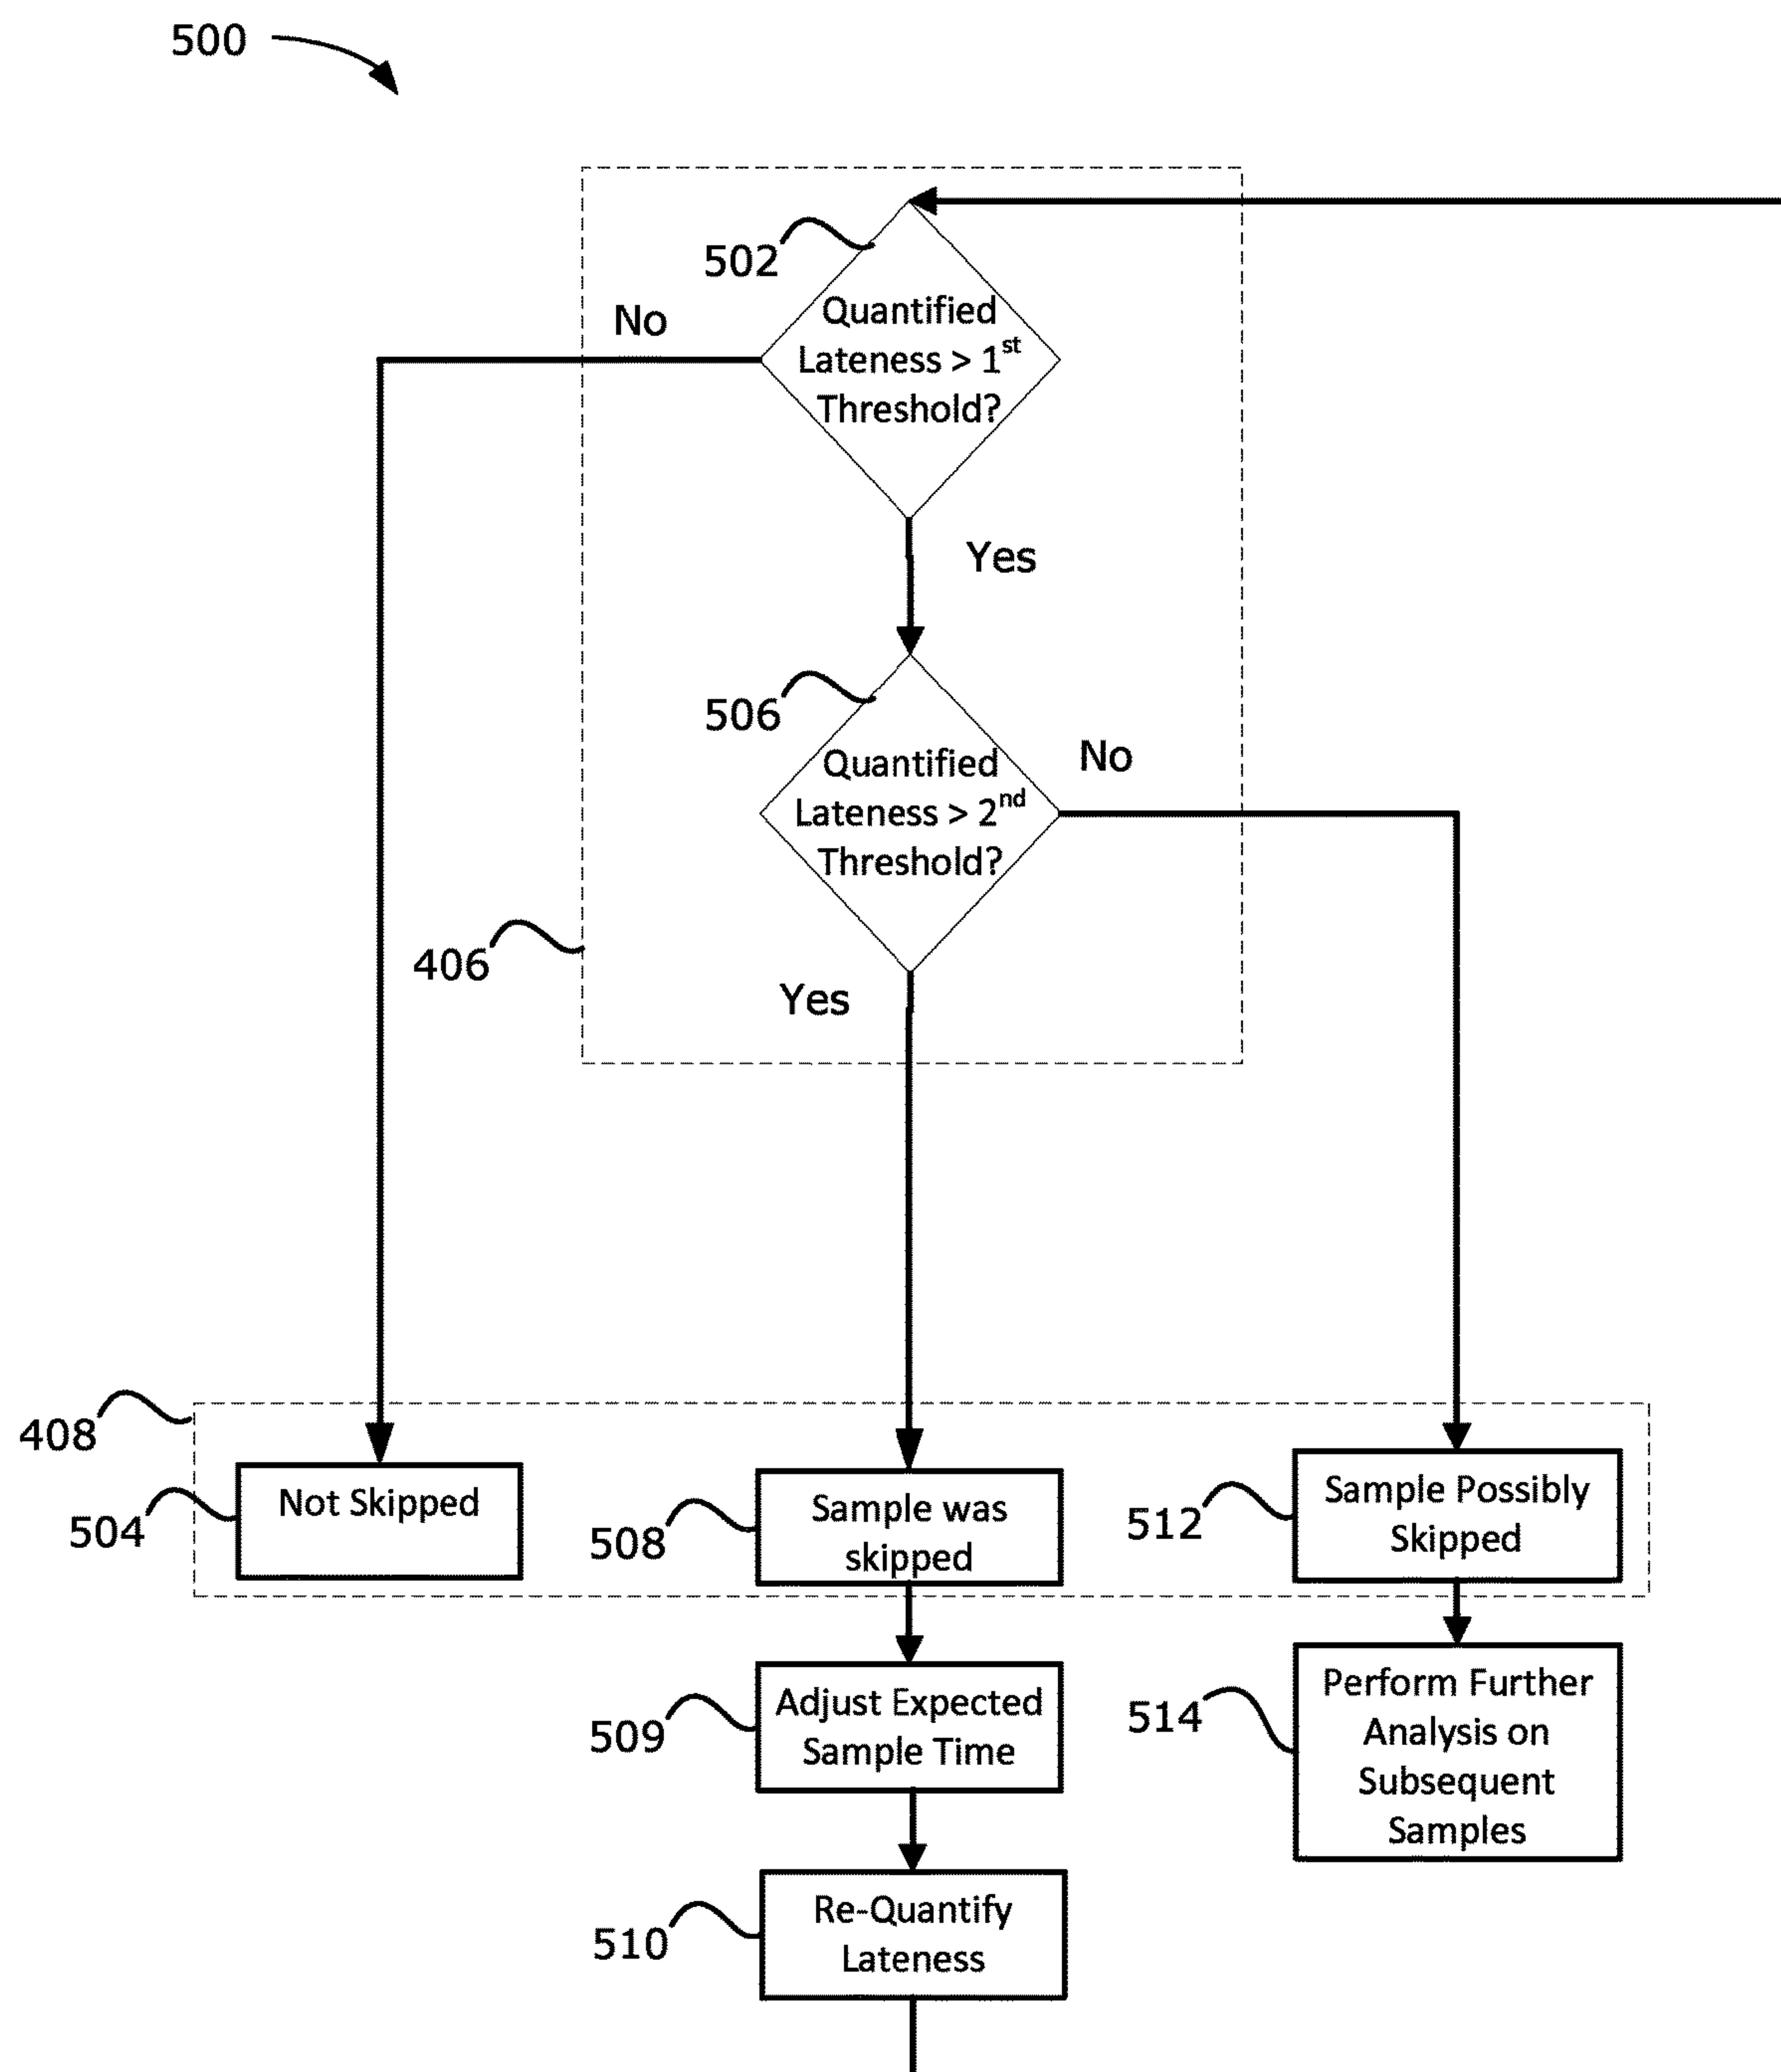 500
502
Quantified
Lateness > 1st
Threshold?
No
Yes
506
Quantified
Lateness > 2nd
Threshold?
No
406
Yes
408
504
Not Skipped
508
Sample was
skipped
512
Sample Possibly
Skipped
509
Adjust Expected
Sample Time
514
Perform Further
Analysis on
Subsequent
Samples
510
Re-Quantify
Lateness